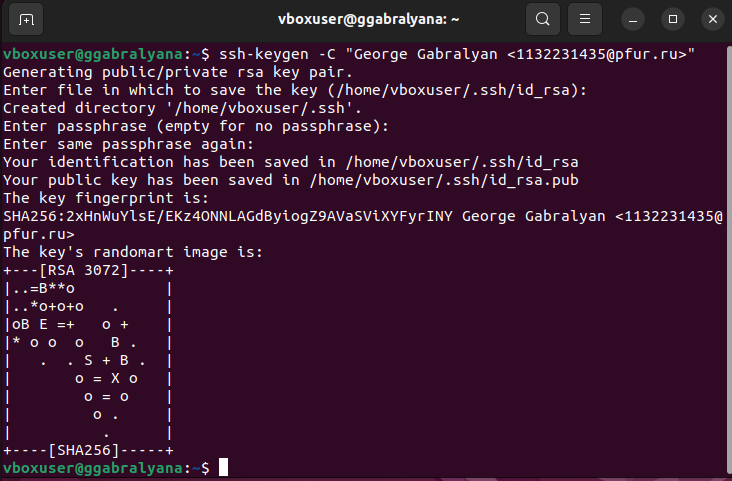 vboxuser@ggabralyana: ~
vboxuser@ggabralyana:~$ ssh-keygen -C "George Gabralyan <1132231435@pfur.ru>"
Generating public/private rsa key pair.
Enter file in which to save the key (/home/vboxuser/.ssh/id_rsa):
Created directory '/home/vboxuser/.ssh'.
Enter passphrase (empty for no passphrase):
Enter same passphrase again:
Your identification has been saved in /home/vboxuser/.ssh/id_rsa
Your public key has been saved in /home/vboxuser/.ssh/id_rsa.pub
The key fingerprint is:
SHA256:2xHnWuYlsE/EKz4ONNLAGdByiogZ9AVaSViXYFyrINY George Gabralyan <1132231435@
pfur.ru>
The key's randomart image is:
+---[RSA 3072]----+
|..=B**o          |
|..*o+o+o   .     |
|oB E =+   o +    |
|* o o  o   B .   |
|   .  . S + B .  |
|       o = X o   |
|        o = o    |
|         o .     |
|          .      |
+----[SHA256]-----+
vboxuser@ggabralyana:~$